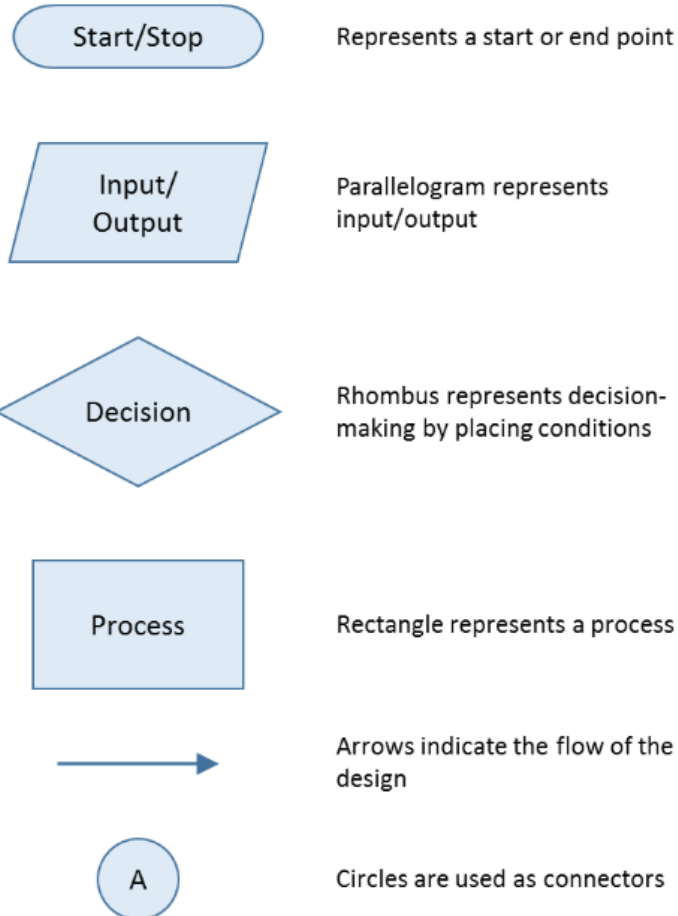 Start/Stop
Represents a start or end point
Input/
Output
Parallelogram represents
input/output
Decision
Rhombus represents decision-
making by placing conditions
Process
Rectangle represents a process
Arrows indicate the flow of the
design
A
Circles are used as connectors